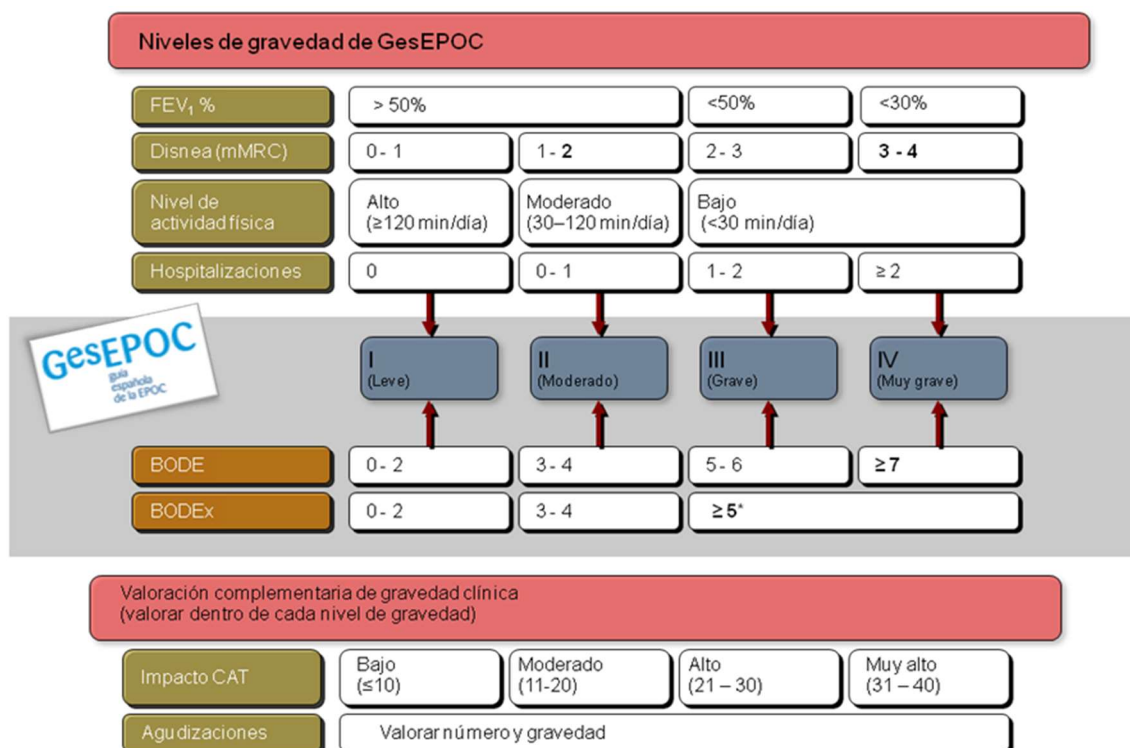 Niveles de gravedad de GesEPOC
FEV₁ % > 50% <50% <30%
Disnea (mMRC) 0 - 1 1 - 2 2 - 3 3 - 4
Nivel de actividad física
Alto (≥120 min/día)
Moderado (30–120 min/día)
Bajo (<30 min/día)
Hospitalizaciones 0 0 - 1 1 - 2 ≥ 2
GesEPOC
guía
española
de la EPOC
I (Leve)
II (Moderado)
III (Grave)
IV (Muy grave)
BODE 0 - 2 3 - 4 5 - 6 ≥ 7
BODEx 0 - 2 3 - 4 ≥ 5*
Valoración complementaria de gravedad clínica
(valorar dentro de cada nivel de gravedad)
Impacto CAT
Bajo (≤10)
Moderado (11-20)
Alto (21 – 30)
Muy alto (31 – 40)
Agudizaciones Valorar número y gravedad